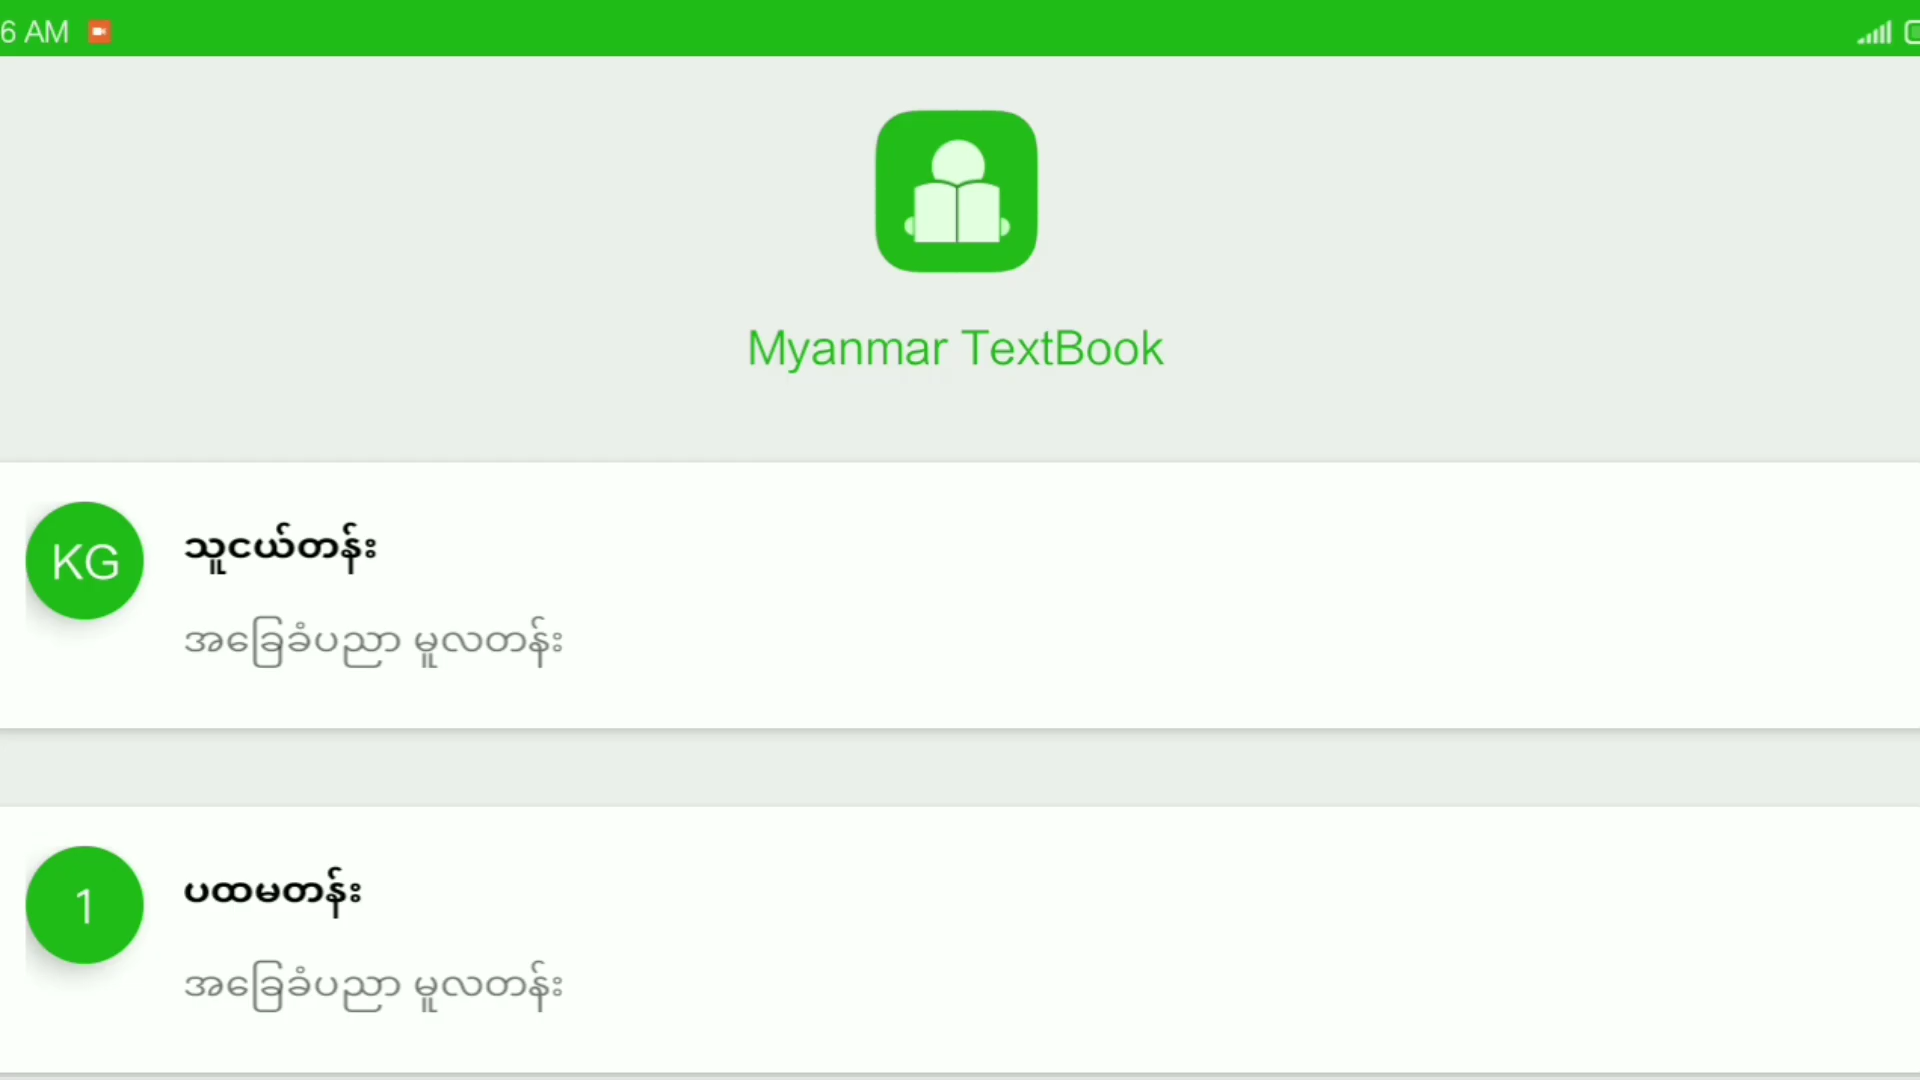 6 AM
Myanmar TextBook
KG
သူငယ်တန်း
အခြေခံပညာ မူလတန်း
1
ပထမတန်း
အခြေခံပညာ မူလတန်း